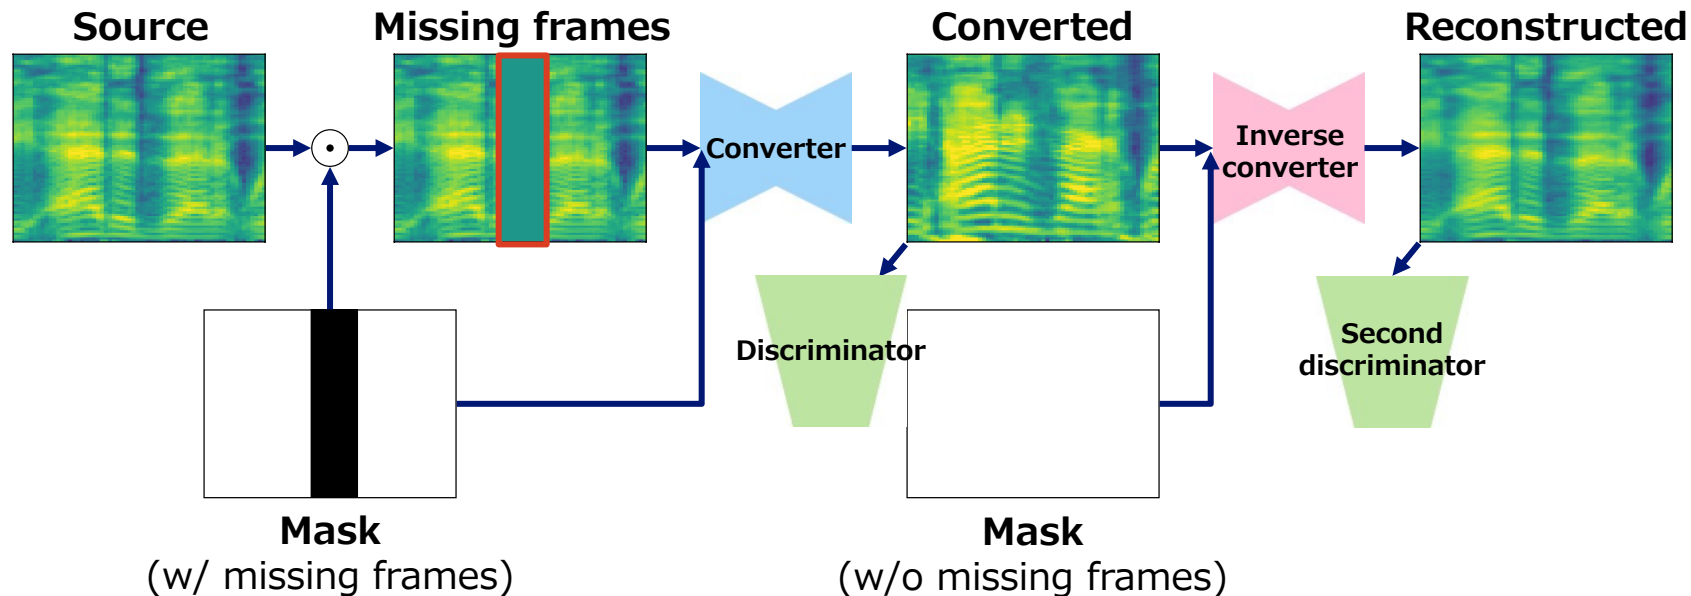 Source
Missing frames
Converted
Reconstructed
Converter
Inverse
converter
Discriminator
Second
discriminator
Mask
(w/ missing frames)
Mask
(w/o missing frames)